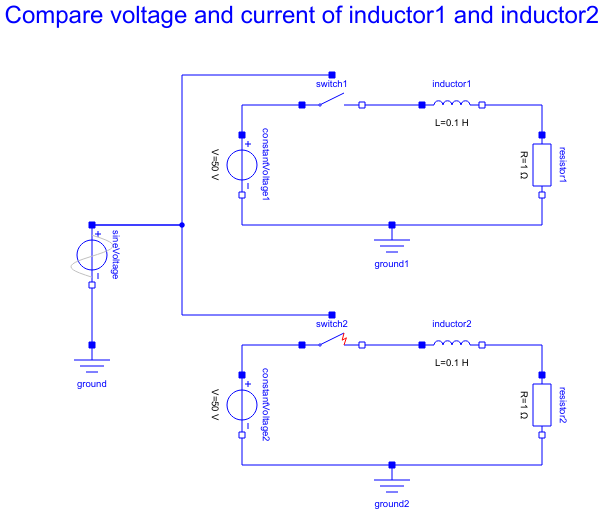 Compare voltage and current of inductor1 and inductor2
switch1
inductor1
L=0.1 H
+
constantVoltage1
V=50 V
−
R=1 Ω
resistor1
ground1
+
sineVoltage
−
ground
switch2
inductor2
L=0.1 H
+
constantVoltage2
V=50 V
−
R=1 Ω
resistor2
ground2